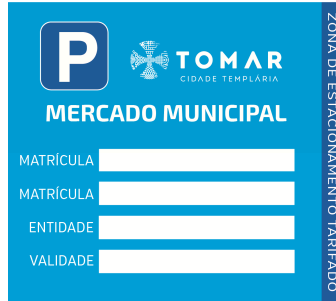 P
TOMAR
CIDADE TEMPLÁRIA
MERCADO MUNICIPAL
MATRÍCULA
MATRÍCULA
ENTIDADE
VALIDADE
ZONA DE ESTACIONAMENTO TARIFADO